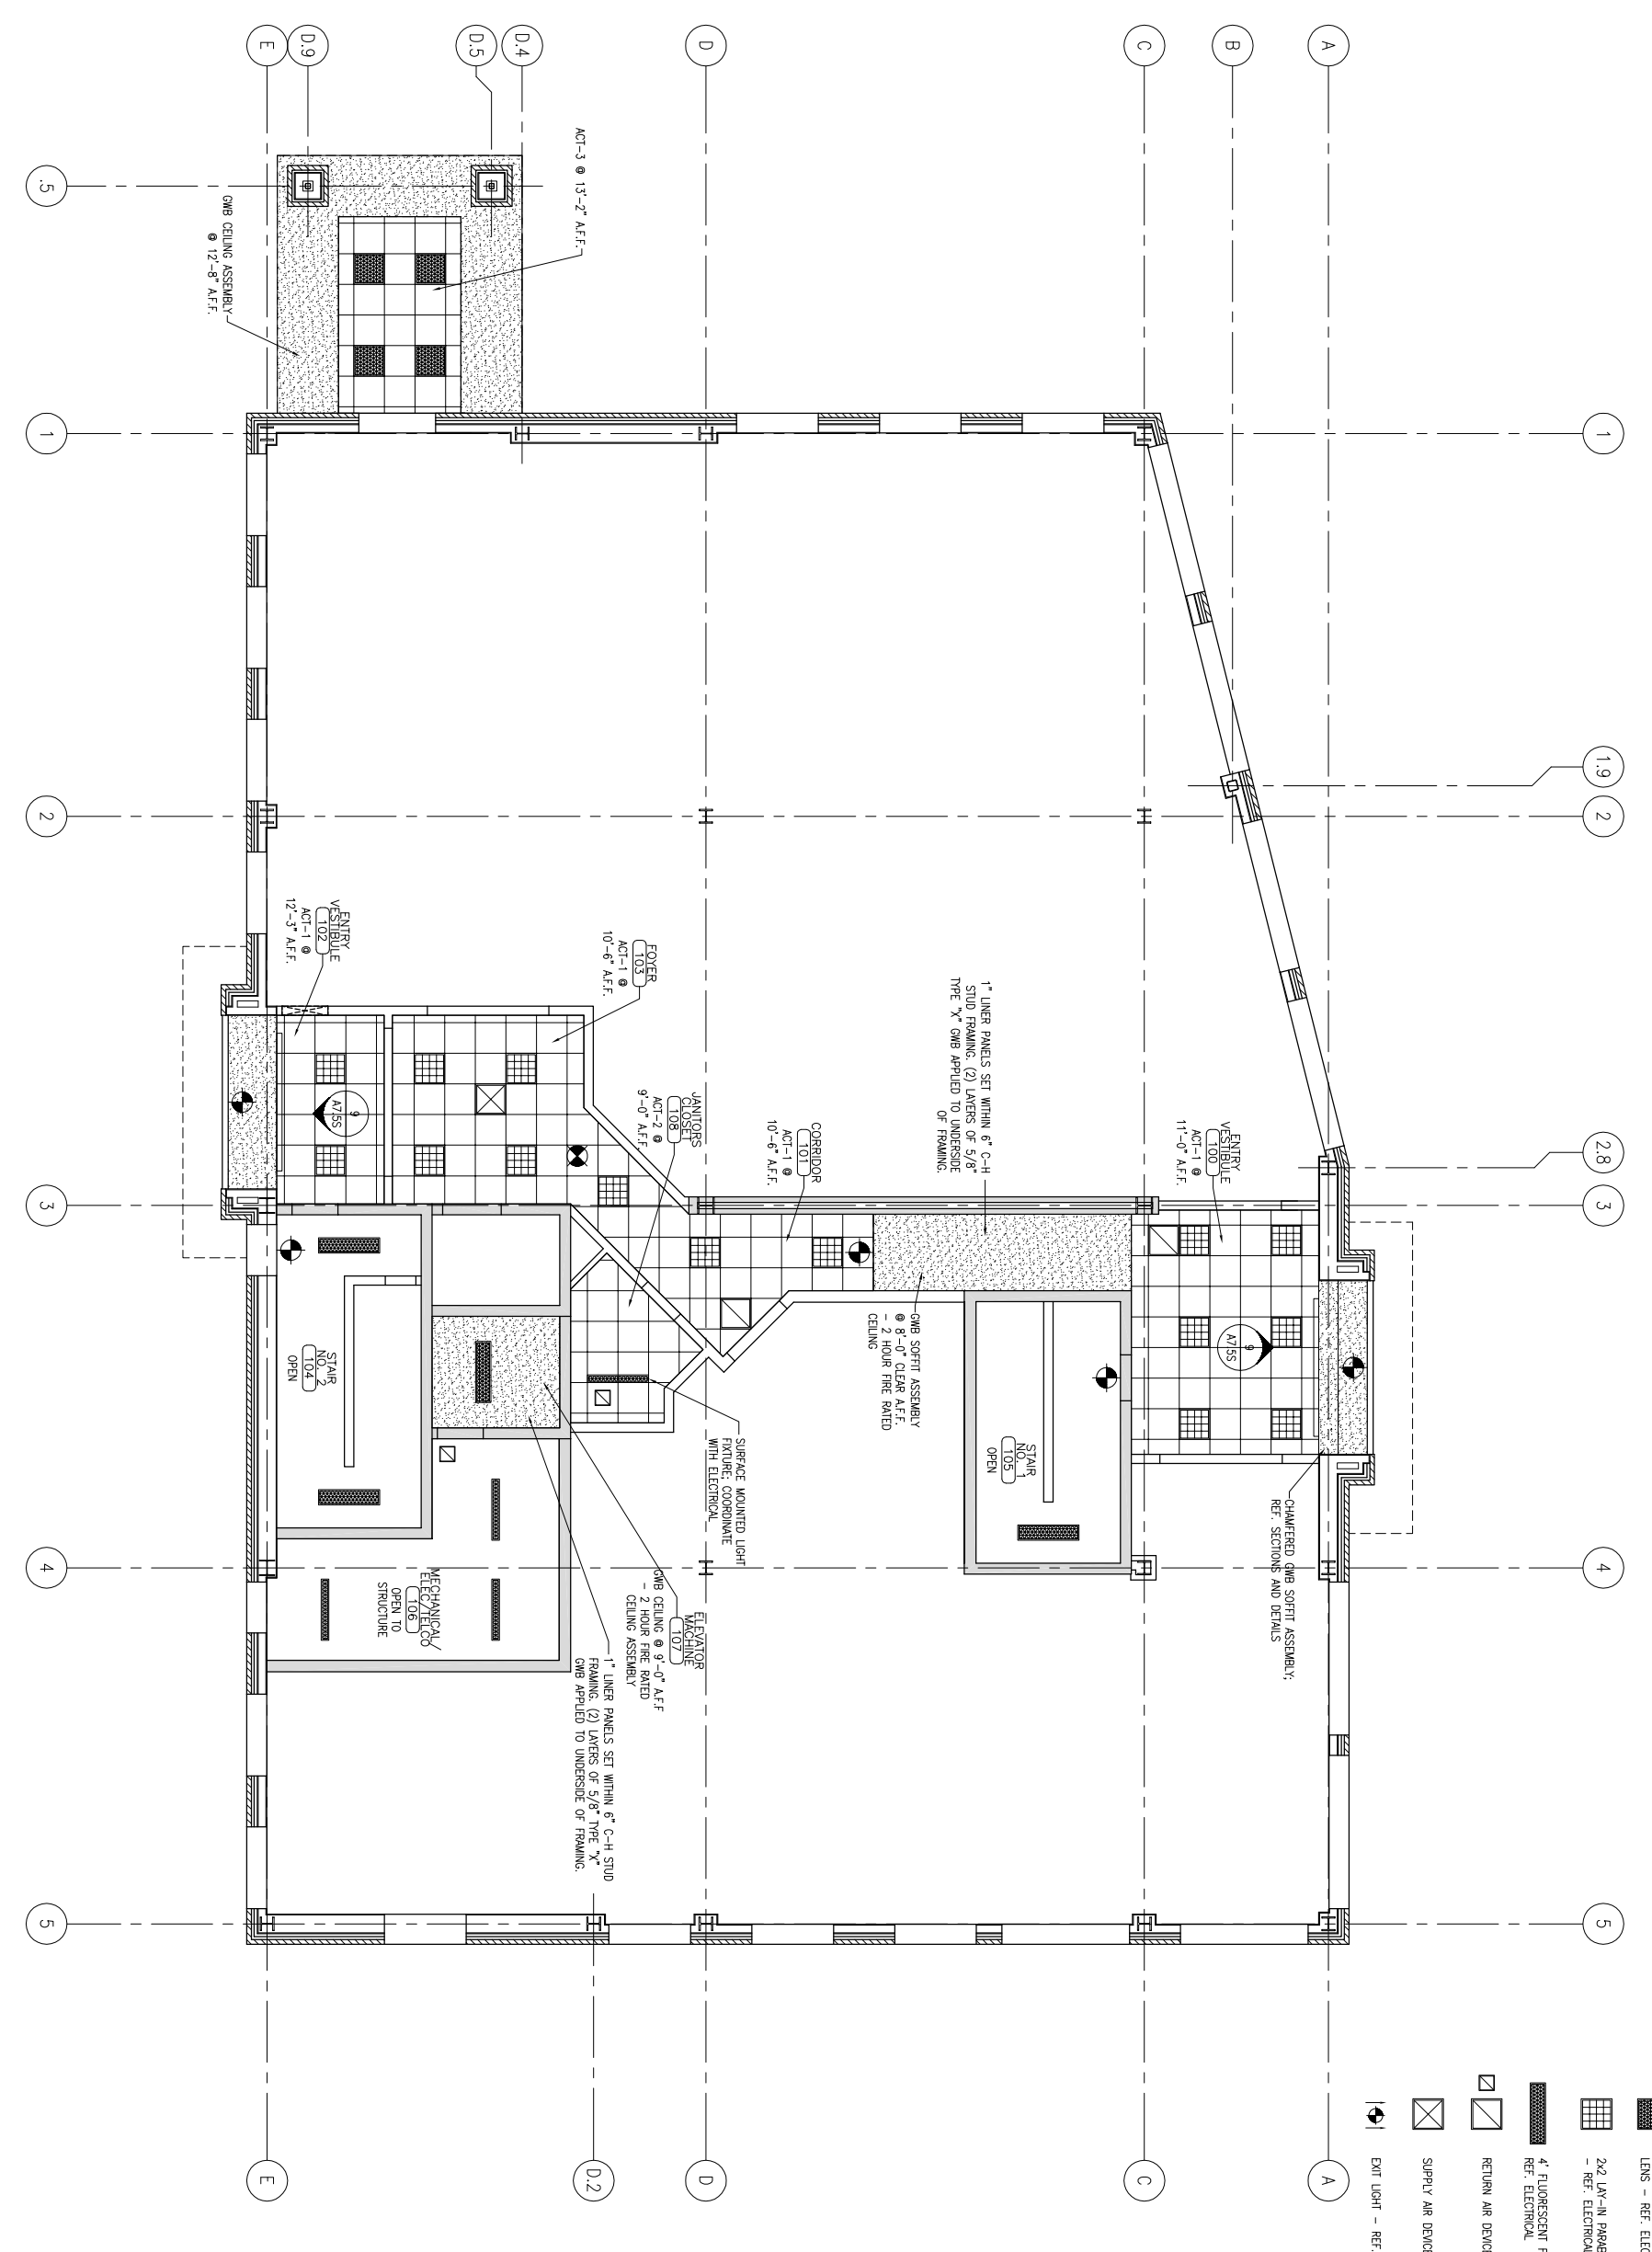 E
D.9
D.5
D.4
D
C
B
A
.5
1
2
3
4
5
1
1.9
2
2.8
3
4
5
E
D.2
D
C
A
ACT-3 @ 13'-2" A.F.F.
GWB CEILING ASSEMBLY
@ 12'-8" A.F.F.
ENTRY
VESTIBULE
102
ACT-1 @
12'-3" A.F.F.
FOYER
103
ACT-1 @
10'-6" A.F.F.
1" LINER PANELS SET WITHIN 6" C-H
STUD FRAMING. (2) LAYERS OF 5/8"
TYPE "X" GWB APPLIED TO UNDERSIDE
OF FRAMING.
JANITORS
CLOSET
108
ACT-2 @
9'-0" A.F.F.
CORRIDOR
101
ACT-1 @
10'-6" A.F.F.
ENTRY
VESTIBULE
100
ACT-1 @
11'-0" A.F.F.
9
A7.5S
9
A7.5S
GWB SOFFIT ASSEMBLY
@ 8'-0" CLEAR A.F.F.
- 2 HOUR FIRE RATED
CEILING
STAIR
NO. 2
104
OPEN
STAIR
NO. 1
105
OPEN
SURFACE MOUNTED LIGHT
FIXTURE; COORDINATE
WITH ELECTRICAL
CHAMFERED GWB SOFFIT ASSEMBLY;
REF. SECTIONS AND DETAILS
MECHANICAL/
ELEC/TELCO
106
OPEN TO
STRUCTURE
ELEVATOR
MACHINE
107
GWB CEILING @ 9'-0" A.F.F
- 2 HOUR FIRE RATED
CEILING ASSEMBLY
1" LINER PANELS SET WITHIN 6" C-H STUD
FRAMING. (2) LAYERS OF 5/8" TYPE "X"
GWB APPLIED TO UNDERSIDE OF FRAMING.
LENS - REF. ELEC
2x2 LAY-IN PARAB
- REF. ELECTRICAL
4' FLUORESCENT F
REF. ELECTRICAL
RETURN AIR DEVICE
SUPPLY AIR DEVICE
EXIT LIGHT - REF.